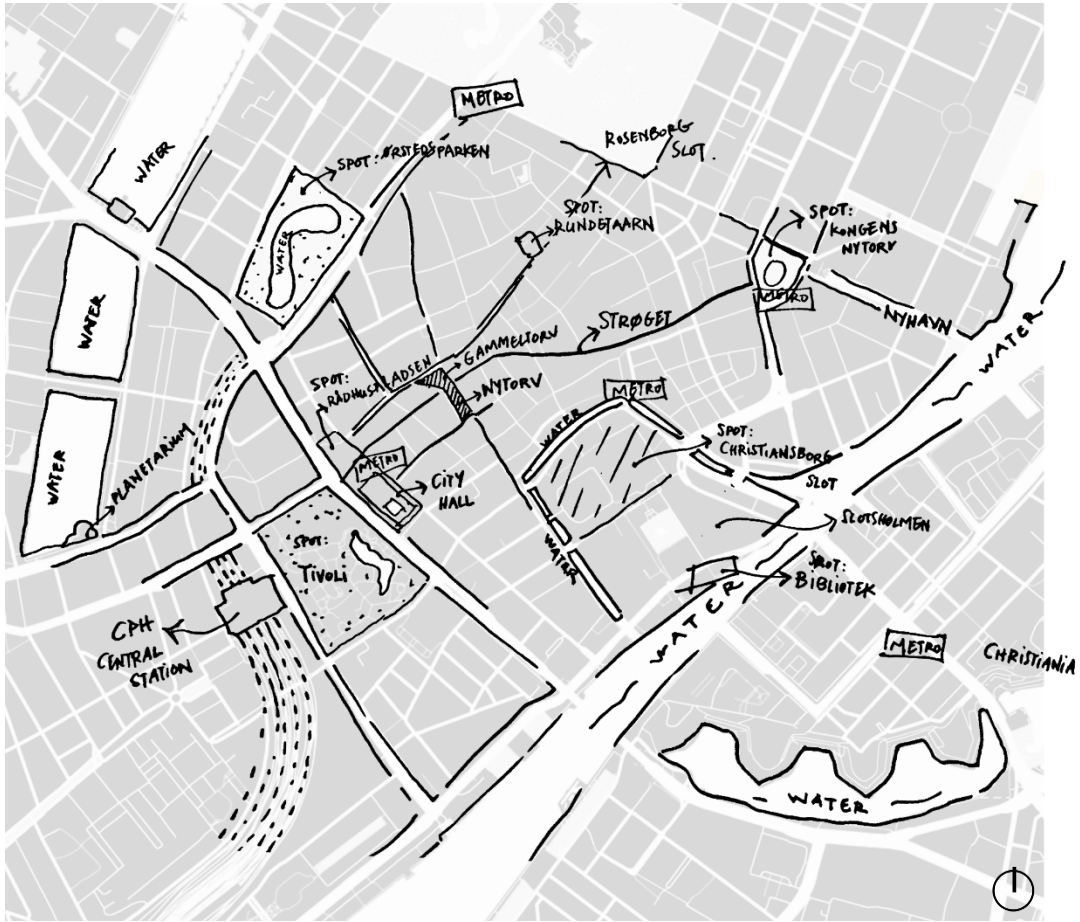 METRO
WATER
ROSENBORG
SLOT.
SPOT: ØRSTEDSPARKEN
WATER
SPOT:
RUNDETAARN
SPOT:
KONGENS
NYTORV
METRO
WATER
NYHAVN
STRØGET
WATER
GAMMELTORV
SPOT:
RÅDHUSPLADSEN
NYTORV
METRO
WATER
SPOT:
CHRISTIANSBORG
SLOT
PLANETARIUM
WATER
METRO
CITY
HALL
SLOTSHOLMEN
SPOT:
TIVOLI
WATER
SPOT:
BIBLIOTEK
WATER
CPH
CENTRAL
STATION
METRO
CHRISTIANIA
WATER